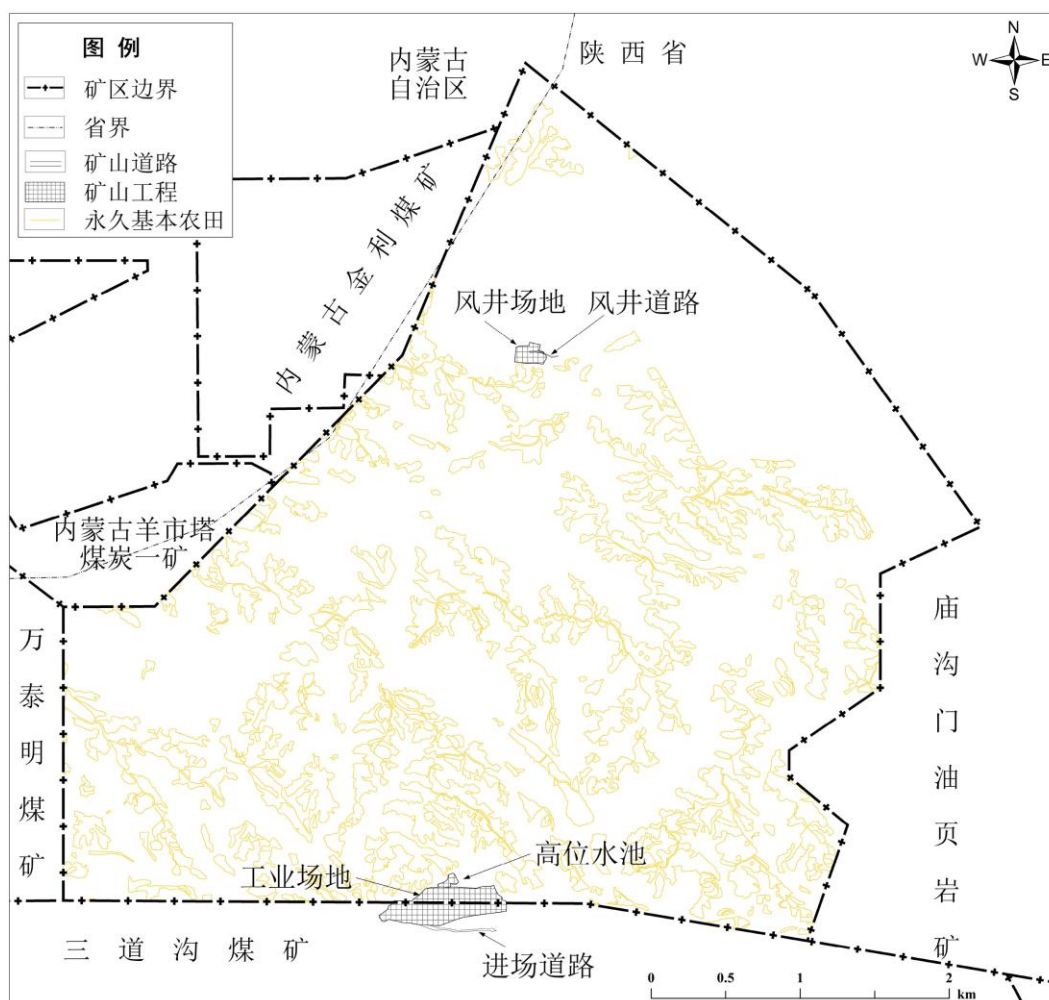 图 例
矿区边界
省界
矿山道路
矿山工程
永久基本农田
内蒙古
自治区
陕西省
N
W
E
S
内蒙古金利煤矿
风井场地
风井道路
内蒙古羊市塔
煤炭一矿
万泰明煤矿
庙沟门油页岩矿
高位水池
工业场地
三道沟煤矿
进场道路
0
0.5
1
2
km